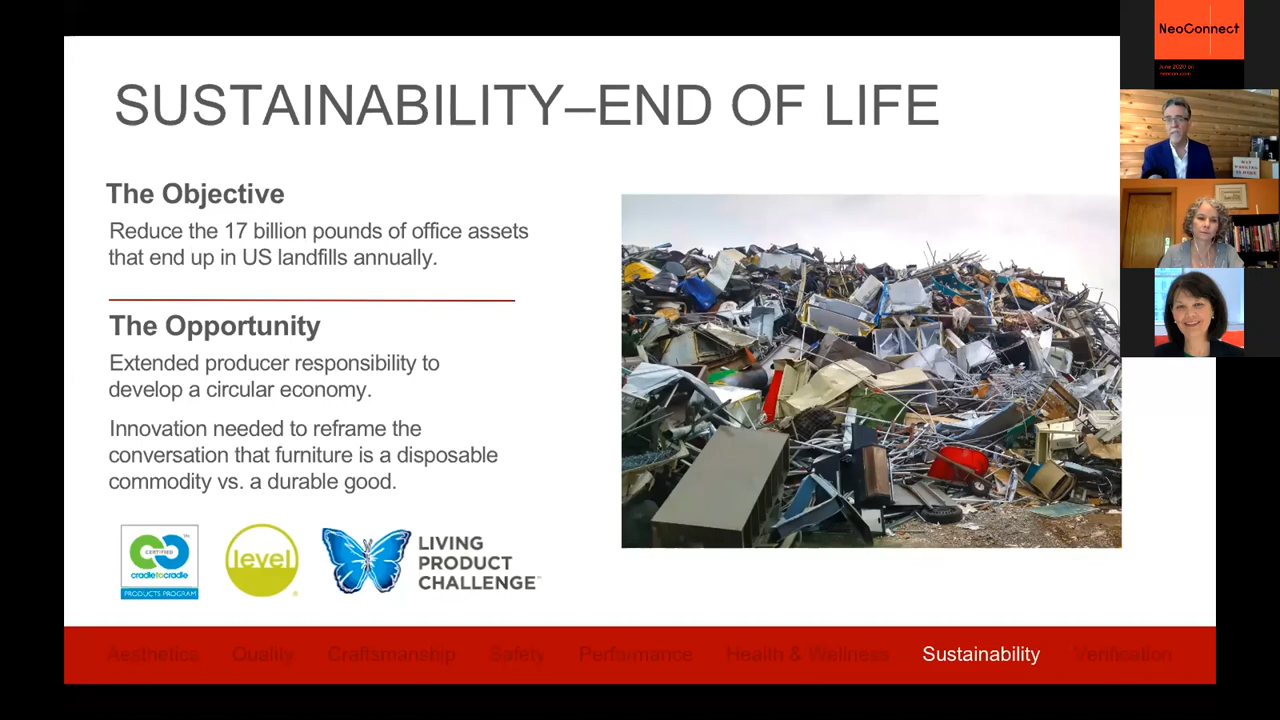 SUSTAINABILITY–END OF LIFE
The Objective
Reduce the 17 billion pounds of office assets
that end up in US landfills annually.
The Opportunity
Extended producer responsibility to
develop a circular economy.
Innovation needed to reframe the
conversation that furniture is a disposable
commodity vs. a durable good.
CERTIFIED
cradletocradle
PRODUCTS PROGRAM
level
LIVING
PRODUCT
CHALLENGE
Aesthetics Quality Craftsmanship Safety Performance Health & Wellness Sustainability Verification
NeoConnect
June 2020 on